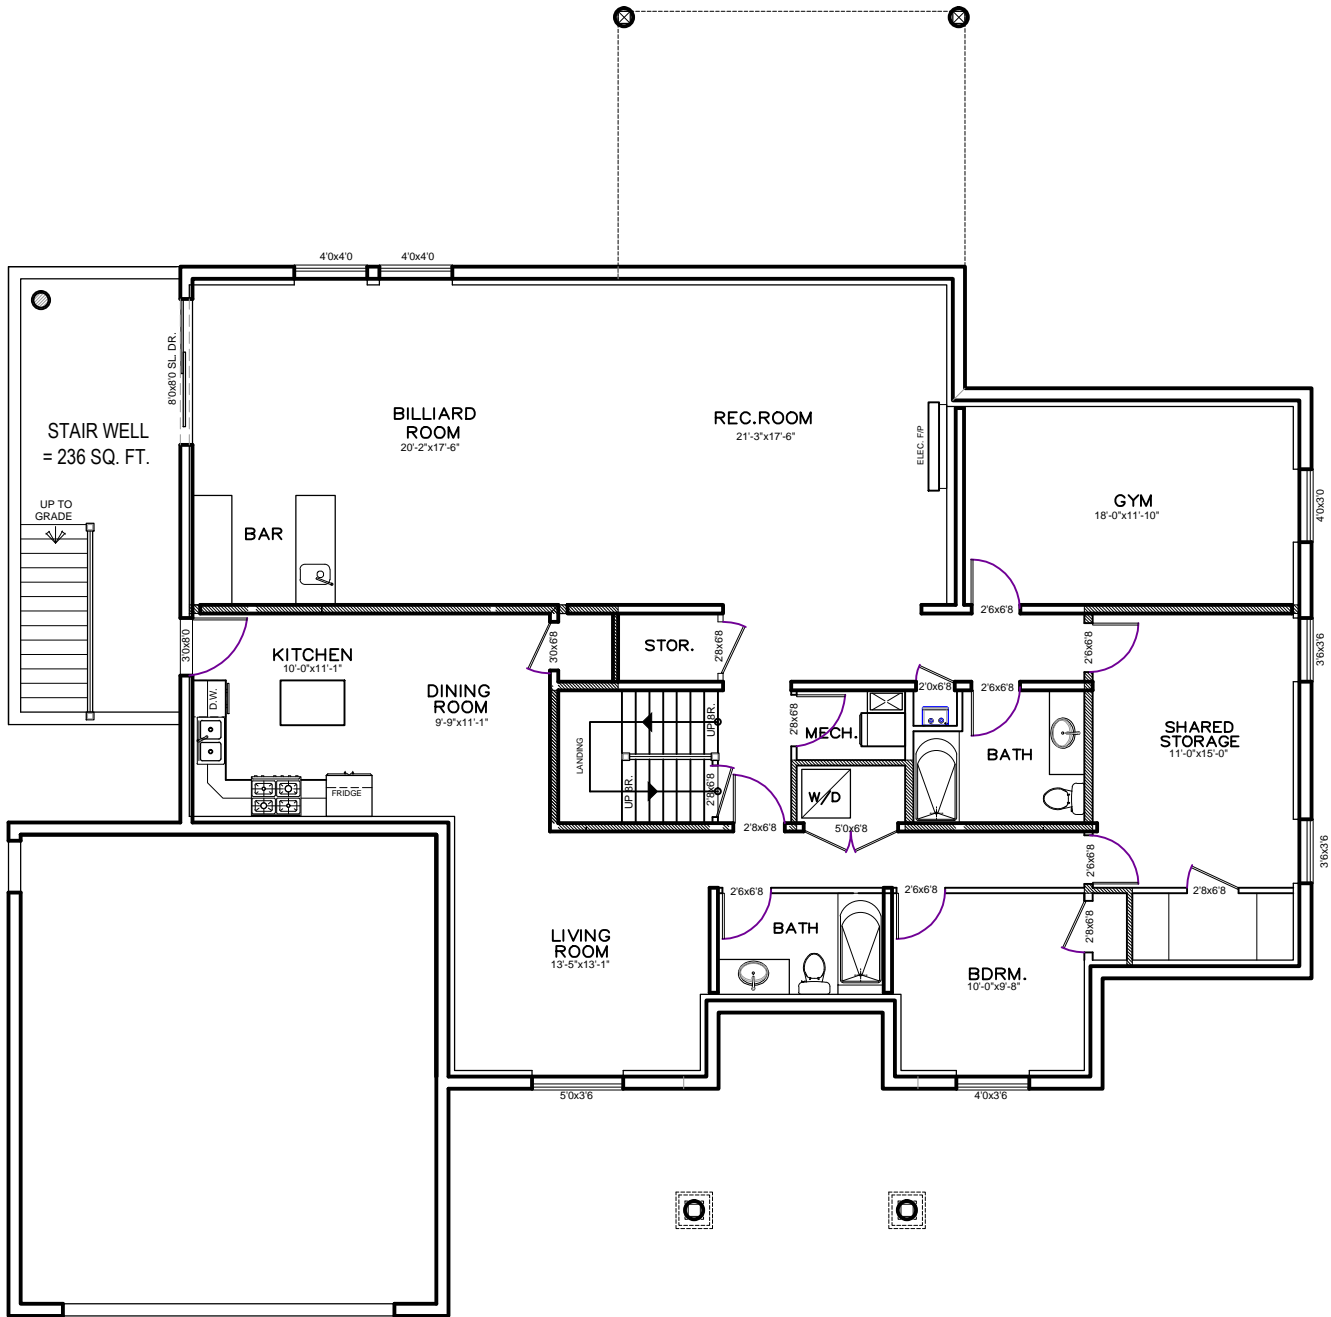 4'0x4'0
4'0x4'0
8'0x8'0 SL. DR.
STAIR WELL
= 236 SQ. FT.
BILLIARD
ROOM
20'-2"x17'-6"
REC.ROOM
21'-3"x17'-6"
ELEC. F/P
GYM
18'-0"x11'-10"
4'0x3'0
UP TO
GRADE
BAR
2'6x6'8
3'0x8'0
KITCHEN
10'-0"x11'-1"
3'0x6'8
STOR.
2'8x6'8
2'6x6'8
3'6x3'6
DINING
ROOM
9'-9"x11'-1"
D.W.
2'0x6'8
2'6x6'8
LANDING
UP 8R.
UP 8R.
2'8x6'8
2'8x6'8
MECH.
BATH
SHARED
STORAGE
11'-0"x15'-0"
FRIDGE
W/D
2'8x6'8
5'0x6'8
2'6x6'8
3'6x3'6
2'6x6'8
2'6x6'8
2'8x6'8
LIVING
ROOM
13'-5"x13'-1"
BATH
2'8x6'8
BDRM.
10'-0"x9'-8"
5'0x3'6
4'0x3'6